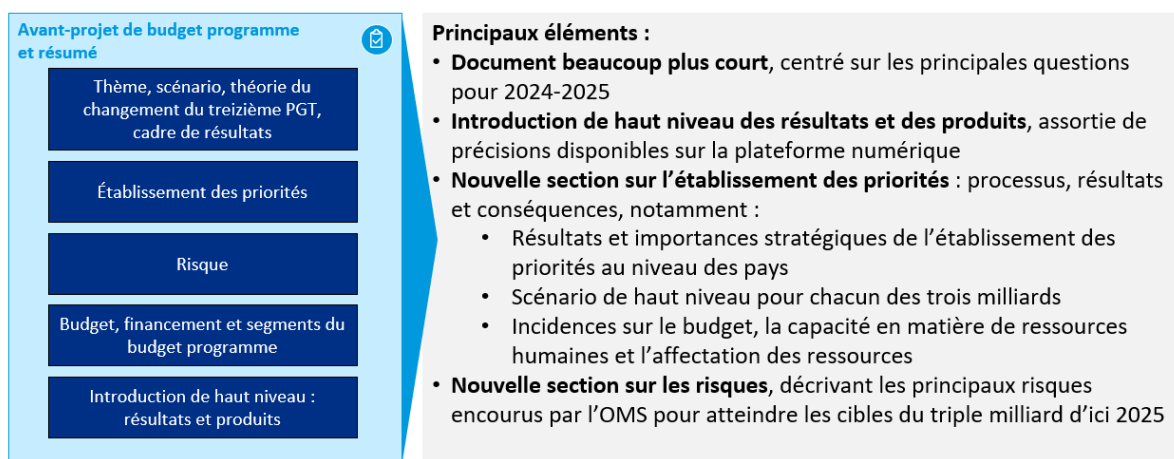 Avant-projet de budget programme
et résumé
Thème, scénario, théorie du
changement du treizième PGT,
cadre de résultats
Établissement des priorités
Risque
Budget, financement et segments du
budget programme
Introduction de haut niveau :
résultats et produits
Principaux éléments :
• Document beaucoup plus court, centré sur les principales questions
pour 2024-2025
• Introduction de haut niveau des résultats et des produits, assortie de
précisions disponibles sur la plateforme numérique
• Nouvelle section sur l’établissement des priorités : processus, résultats
et conséquences, notamment :
• Résultats et importances stratégiques de l’établissement des
priorités au niveau des pays
• Scénario de haut niveau pour chacun des trois milliards
• Incidences sur le budget, la capacité en matière de ressources
humaines et l’affectation des ressources
• Nouvelle section sur les risques, décrivant les principaux risques
encourus par l’OMS pour atteindre les cibles du triple milliard d’ici 2025